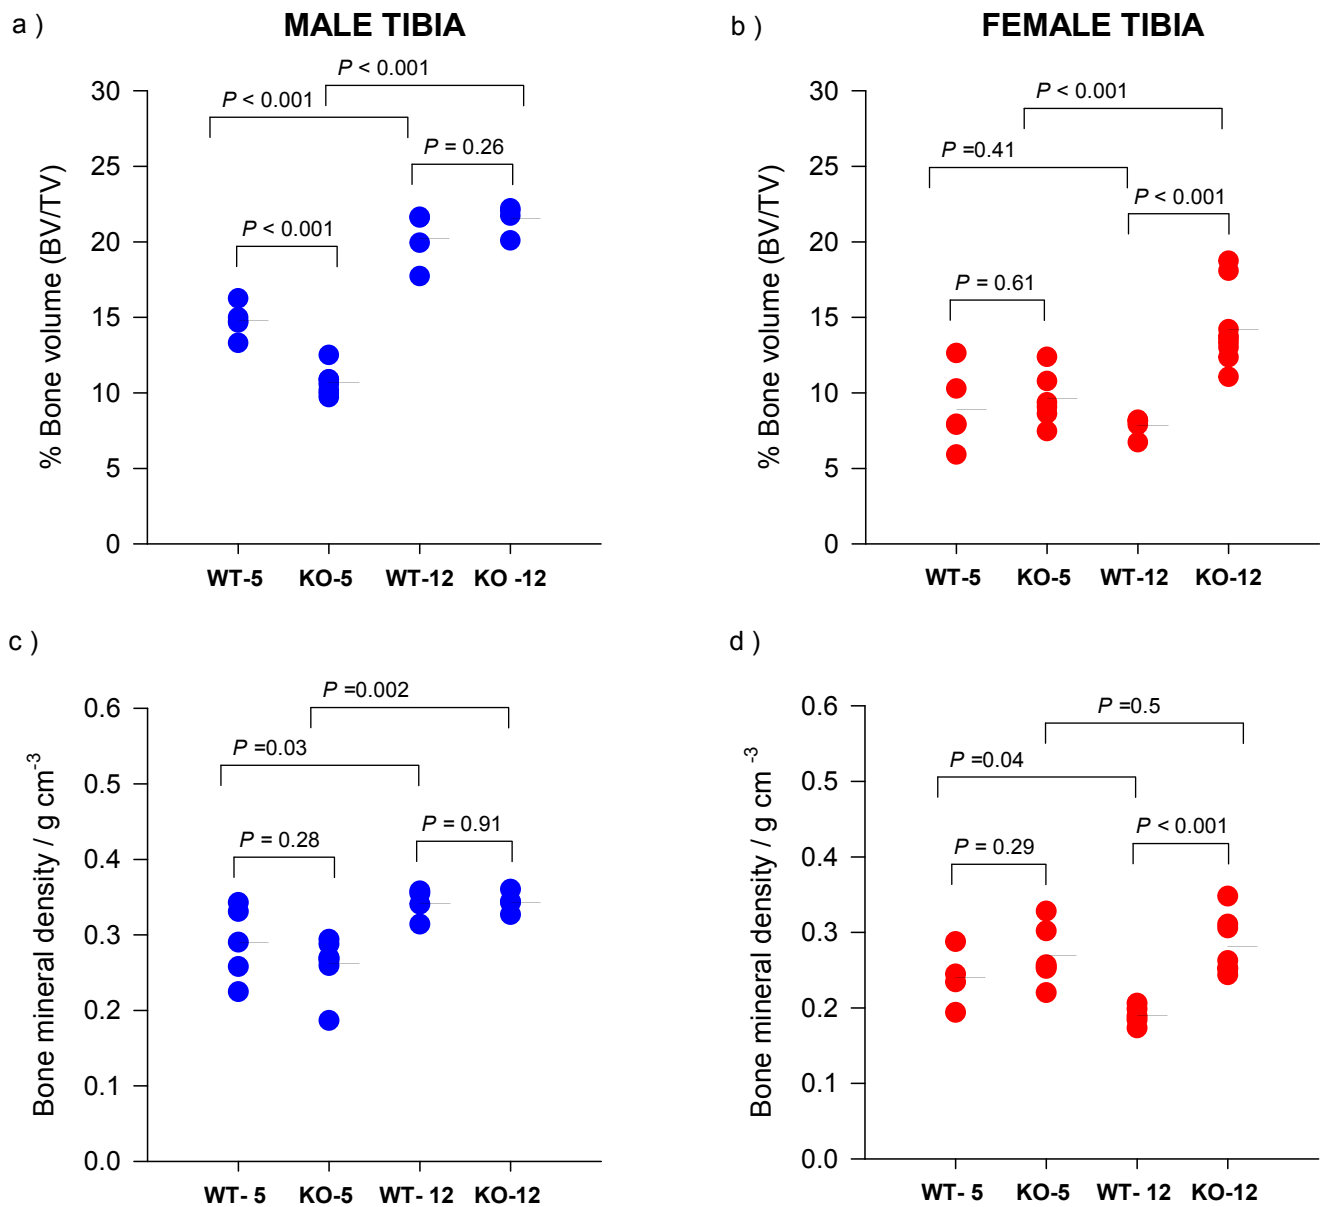 a ) MALE TIBIA
P < 0.001
P < 0.001
P = 0.26
P < 0.001
30
25
20
15
10
5
0
% Bone volume (BV/TV)
WT-5 KO-5 WT-12 KO -12
b ) FEMALE TIBIA
P < 0.001
P =0.41
P < 0.001
P = 0.61
30
25
20
15
10
5
0
% Bone volume (BV/TV)
WT-5 KO-5 WT-12 KO-12
c )
P =0.002
P =0.03
P = 0.91
P = 0.28
0.6
0.5
0.4
0.3
0.2
0.1
0.0
Bone mineral density / g cm-3
WT- 5 KO-5 WT- 12 KO-12
d )
P =0.5
P =0.04
P < 0.001
P = 0.29
0.6
0.5
0.4
0.3
0.2
0.1
0.0
Bone mineral density / g cm -3
WT- 5 KO-5 WT- 12 KO-12